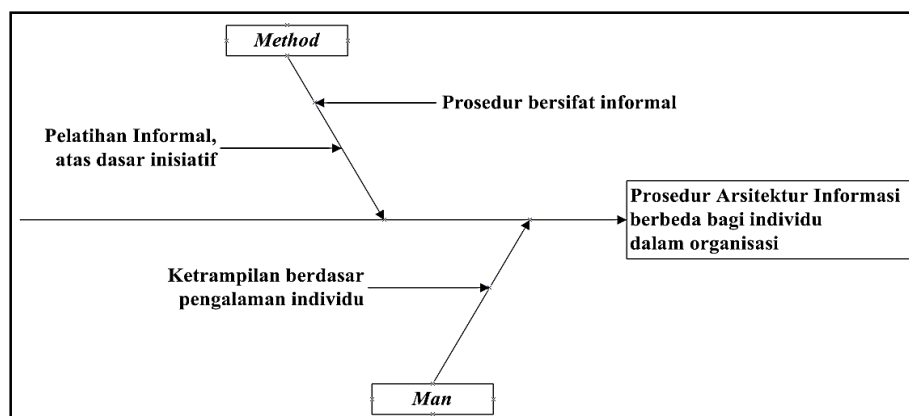 Method
Prosedur bersifat informal
Pelatihan Informal,
atas dasar inisiatif
Prosedur Arsitektur Informasi
berbeda bagi individu
dalam organisasi
Ketrampilan berdasar
pengalaman individu
Man